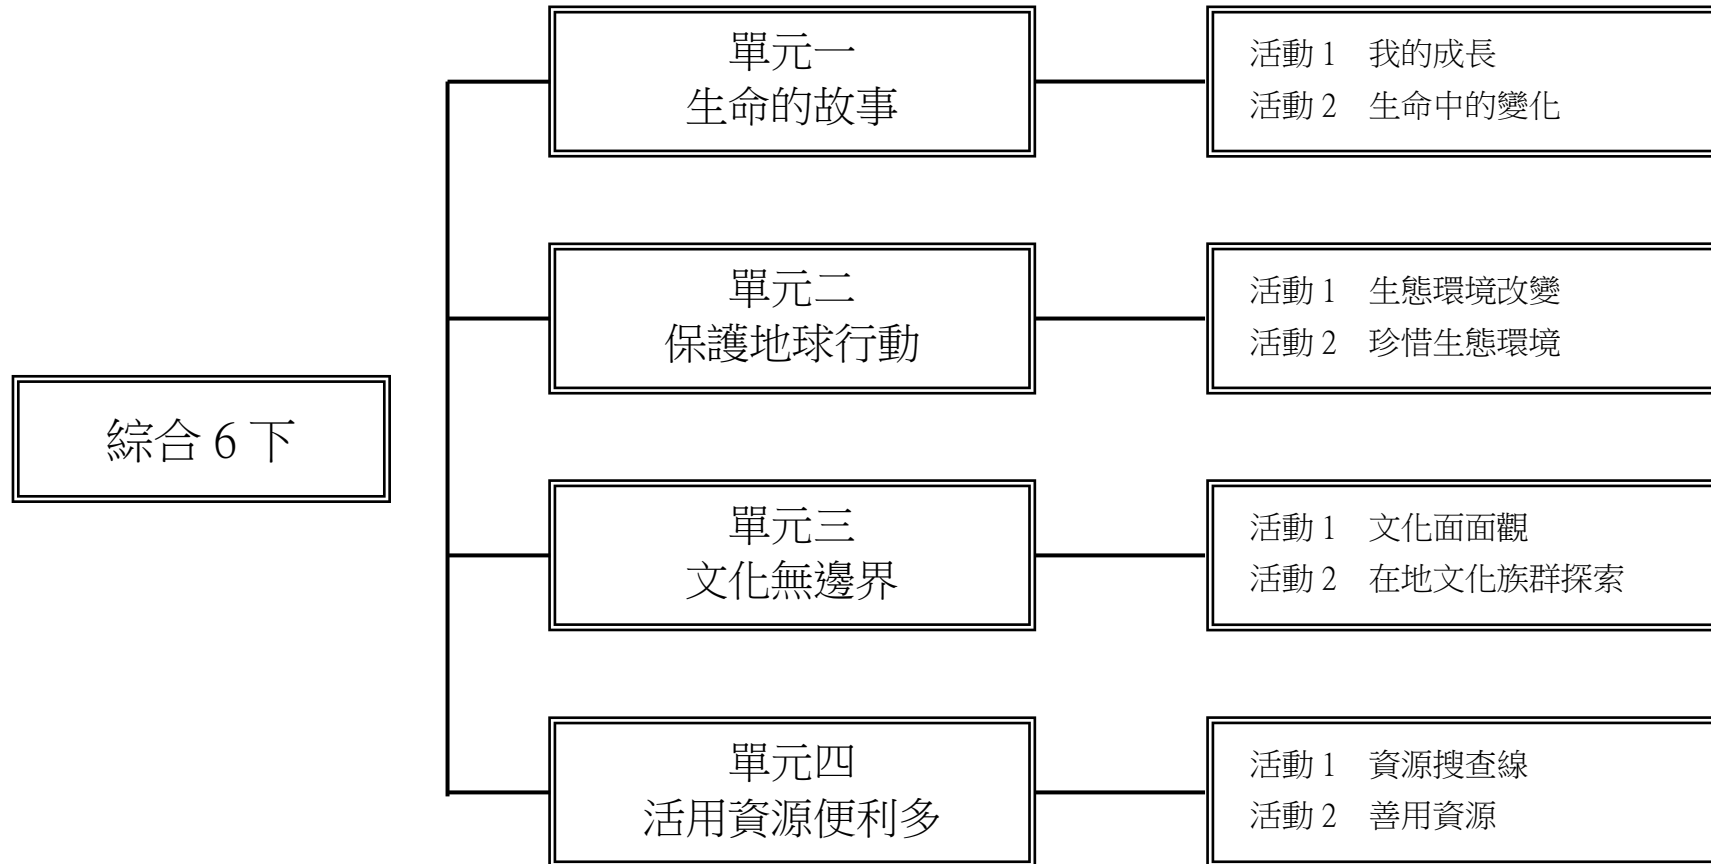 單元一
生命的故事
活動 1　我的成長
活動 2　生命中的變化
單元二
保護地球行動
活動 1　生態環境改變
活動 2　珍惜生態環境
綜合 6 下
單元三
文化無邊界
活動 1　文化面面觀
活動 2　在地文化族群探索
單元四
活用資源便利多
活動 1　資源搜查線
活動 2　善用資源